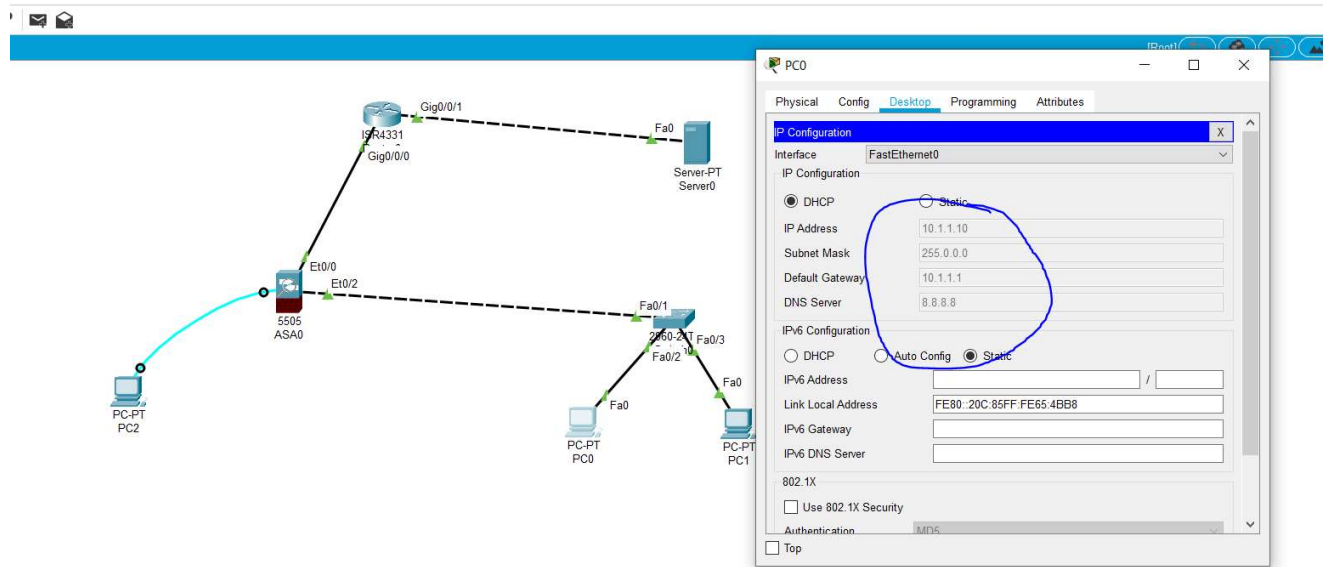 PC0
Physical Config Desktop Programming Attributes
IP Configuration X
Interface FastEthernet0
IP Configuration
DHCP Static
IP Address 10.1.1.10
Subnet Mask 255.0.0.0
Default Gateway 10.1.1.1
DNS Server 8.8.8.8
IPv6 Configuration
DHCP Auto Config Static
IPv6 Address /
Link Local Address FE80::20C:85FF:FE65:4BB8
IPv6 Gateway
IPv6 DNS Server
802.1X
Use 802.1X Security
Authentication MD5
Top
[Root]
Gig0/0/1
ISR4331
Gig0/0/0
Fa0
Server-PT
Server0
Et0/0
Et0/2
5505
ASA0
Fa0/1
2960-24T
Fa0/3
Fa0/2
PC-PT
PC2
Fa0
PC-PT
PC0
Fa0
PC-PT
PC1